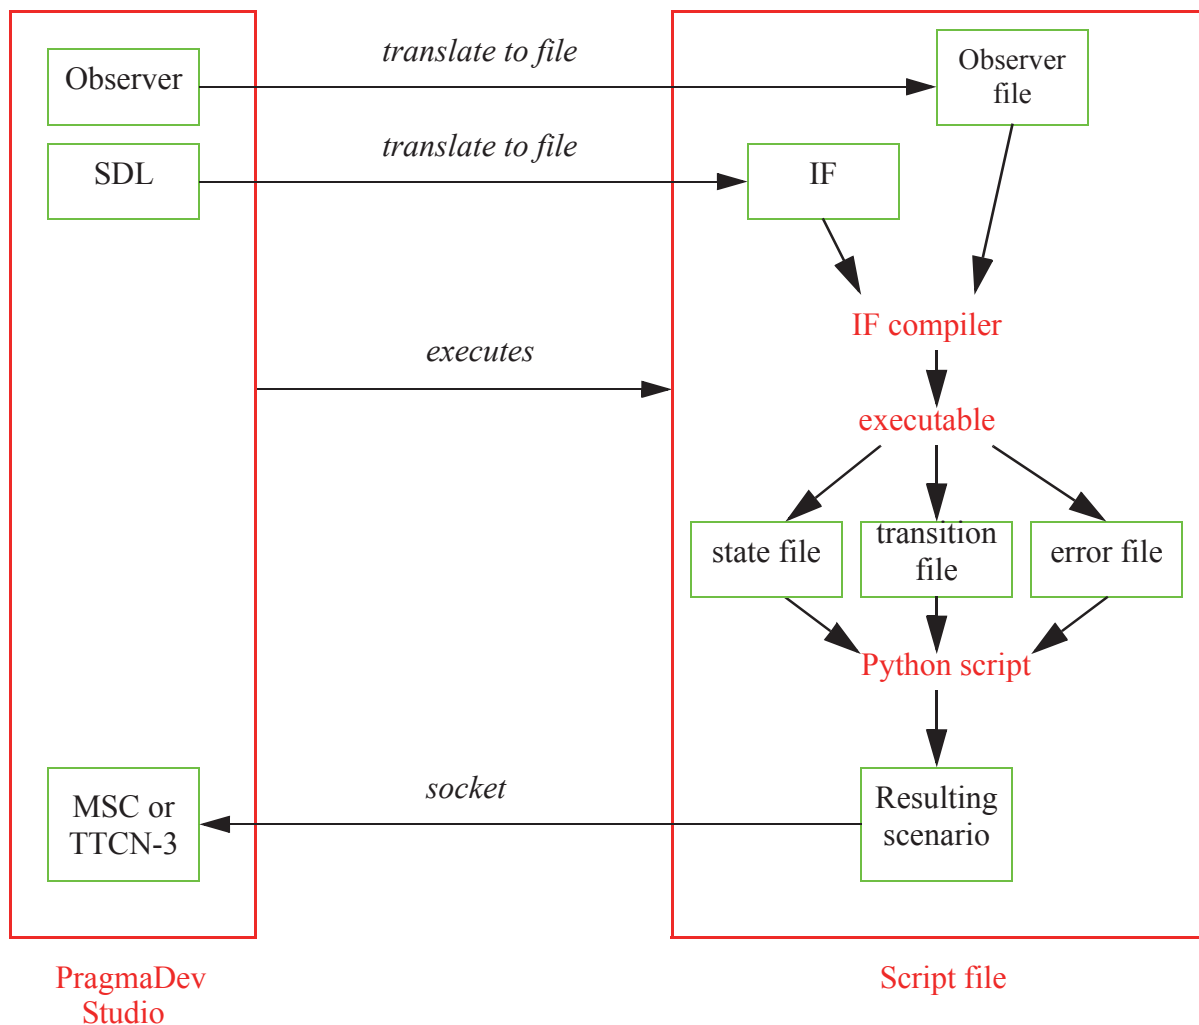 translate to file
Observer
Observer
file
translate to file
SDL
IF
IF compiler
executes
executable
state file
transition
file
error file
Python script
socket
MSC or
TTCN-3
Resulting
scenario
PragmaDev
Studio
Script file